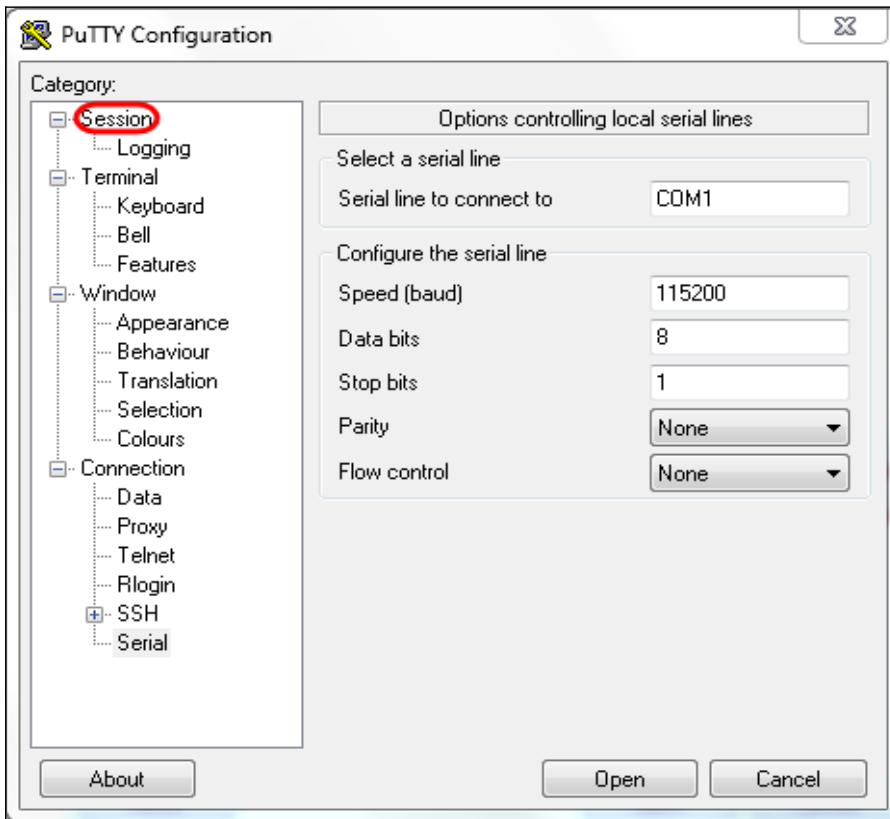 PuTTY Configuration
Category:
Session
Logging
Terminal
Keyboard
Bell
Features
Window
Appearance
Behaviour
Translation
Selection
Colours
Connection
Data
Proxy
Telnet
Rlogin
SSH
Serial
Options controlling local serial lines
Select a serial line
Serial line to connect to COM1
Configure the serial line
Speed (baud) 115200
Data bits 8
Stop bits 1
Parity None
Flow control None
About Open Cancel